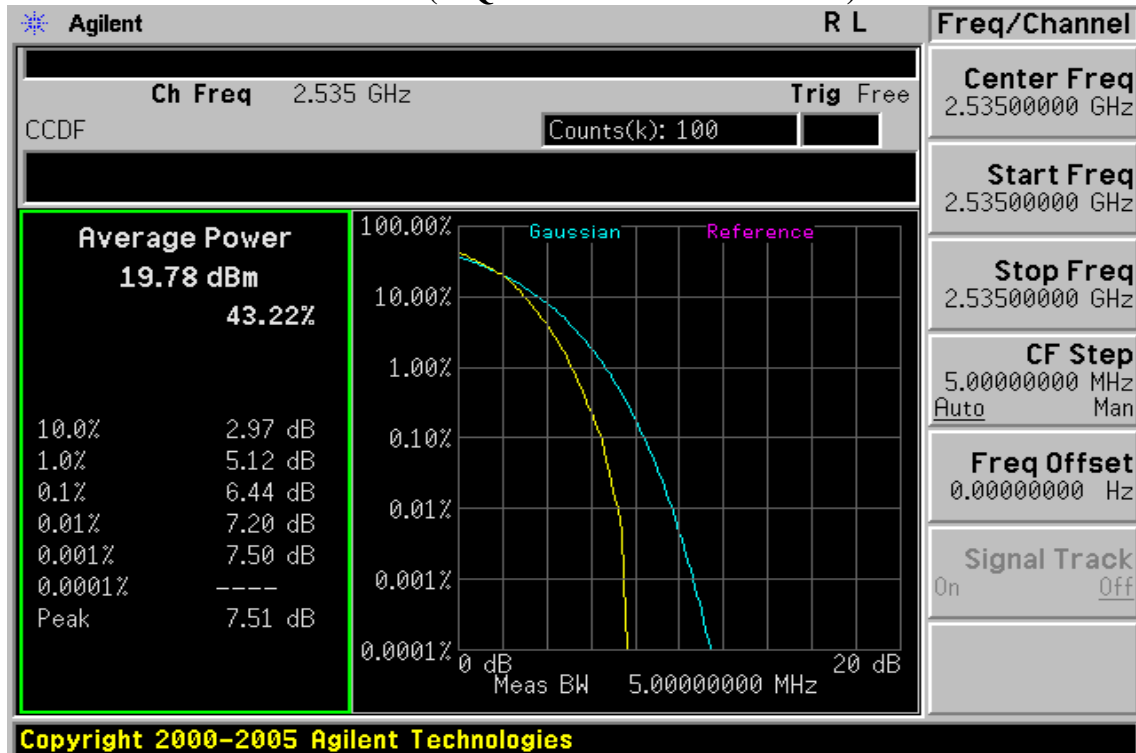 Agilent R L
Ch Freq 2.535 GHz Trig Free
CCDF Counts(k): 100
Average Power
19.78 dBm
43.22%
10.0% 2.97 dB
1.0% 5.12 dB
0.1% 6.44 dB
0.01% 7.20 dB
0.001% 7.50 dB
0.0001% ----
Peak 7.51 dB
Gaussian Reference
100.00%
10.00%
1.00%
0.10%
0.01%
0.001%
0.0001%
0 dB 20 dB
Meas BW 5.00000000 MHz
Freq/Channel
Center Freq
2.53500000 GHz
Start Freq
2.53500000 GHz
Stop Freq
2.53500000 GHz
CF Step
5.00000000 MHz
Auto Man
Freq Offset
0.00000000 Hz
Signal Track
On Off
Copyright 2000-2005 Agilent Technologies